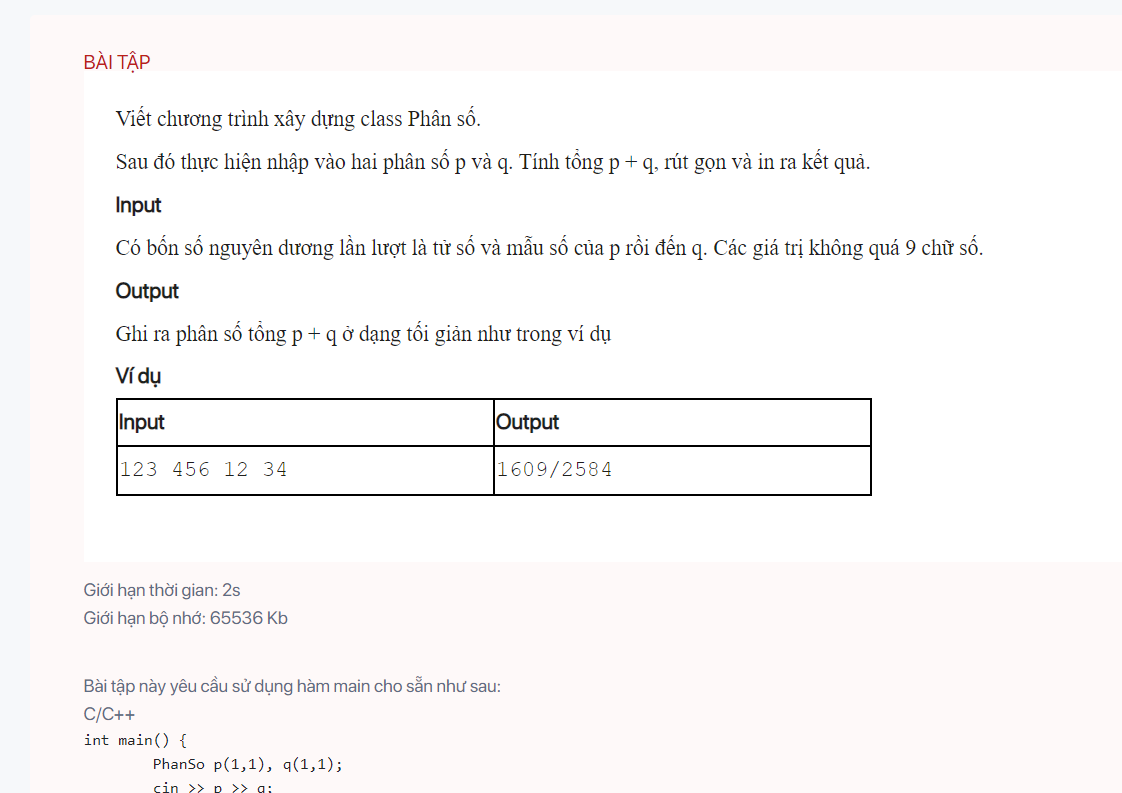 BÀI TẬP
Viết chương trình xây dựng class Phân số.
Sau đó thực hiện nhập vào hai phân số p và q. Tính tổng p + q, rút gọn và in ra kết quả.
Input
Có bốn số nguyên dương lần lượt là tử số và mẫu số của p rồi đến q. Các giá trị không quá 9 chữ số.
Output
Ghi ra phân số tổng p + q ở dạng tối giản như trong ví dụ
Ví dụ
Input Output
123 456 12 34 1609/2584
Giới hạn thời gian: 2s
Giới hạn bộ nhớ: 65536 Kb
Bài tập này yêu cầu sử dụng hàm main cho sẵn như sau:
C/C++
int main() {
PhanSo p(1,1), q(1,1);
cin >> p >> q;